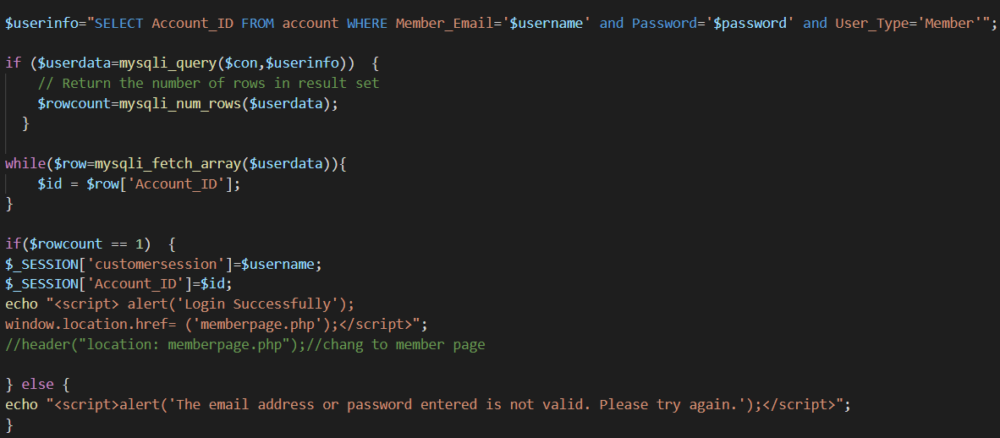 $userinfo="SELECT Account_ID FROM account WHERE Member_Email='$username' and Password='$password' and User_Type='Member'";
if ($userdata=mysqli_query($con,$userinfo))  {
// Return the number of rows in result set
$rowcount=mysqli_num_rows($userdata);
}
while($row=mysqli_fetch_array($userdata)){
$id = $row['Account_ID'];
}
if($rowcount == 1)  {
$_SESSION['customersession']=$username;
$_SESSION['Account_ID']=$id;
echo "<script> alert('Login Successfully');
window.location.href= ('memberpage.php');</script>";
//header("location: memberpage.php");//chang to member page
} else {
echo "<script>alert('The email address or password entered is not valid. Please try again.');</script>";
}